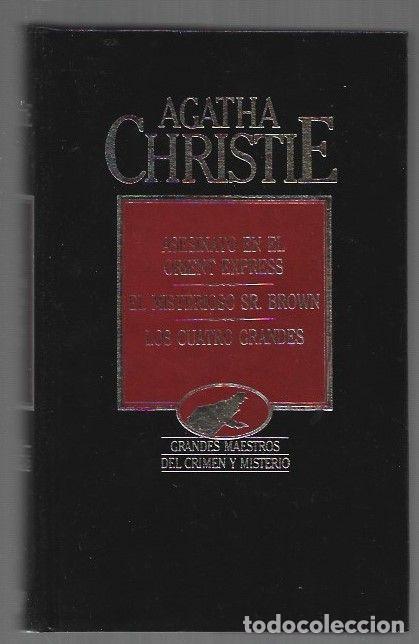 AGATHA
CHRISTIE
ASESINATO EN EL
ORIENT EXPRESS
EL MISTERIOSO SR. BROWN
LOS CUATRO GRANDES
GRANDES MAESTROS
DEL CRIMEN Y MISTERIO
todocoleccion